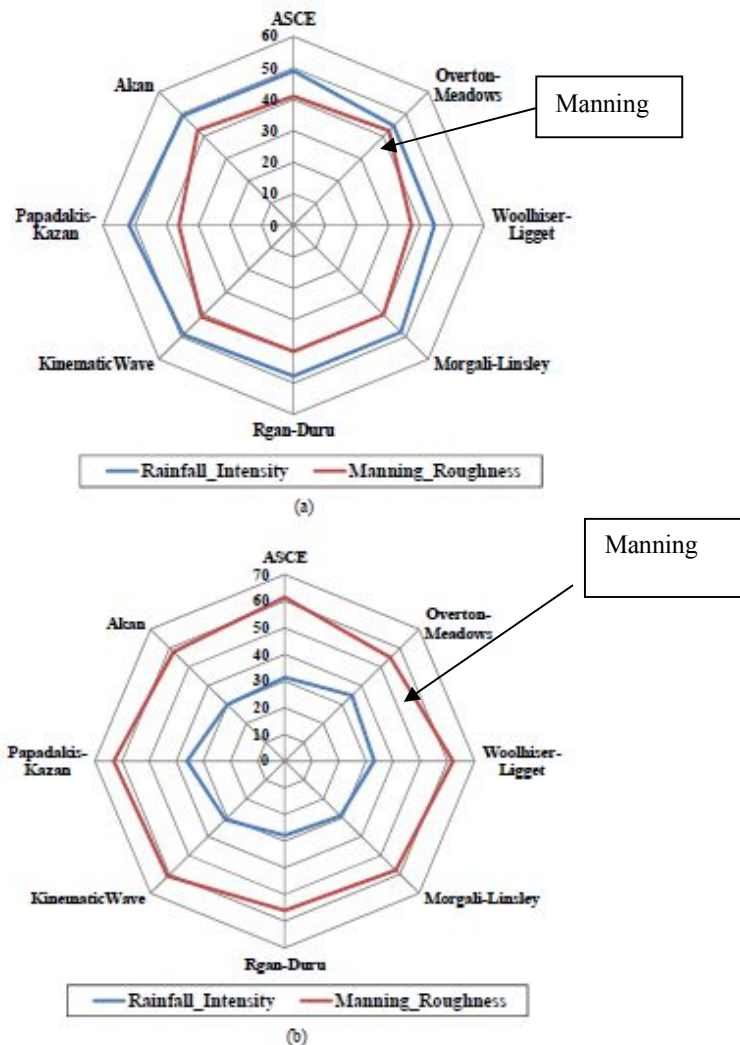 ASCE
60
50
40
30
20
10
0
Overton-
Meadows
Manning
Akan
Papadakis-
Kazan
Woolhiser-
Ligget
KinematicWave
Morgali-Linsley
Rgan-Duru
Rainfall_Intensity Manning_Roughness
(a)
Manning
ASCE
70
60
50
40
30
20
10
0
Akan
Overton-
Meadows
Papadakis-
Kazan
Woolhiser-
Ligget
KinematicWave
Morgali-Linsley
Rgan-Duru
Rainfall_Intensity Manning_Roughness
(b)